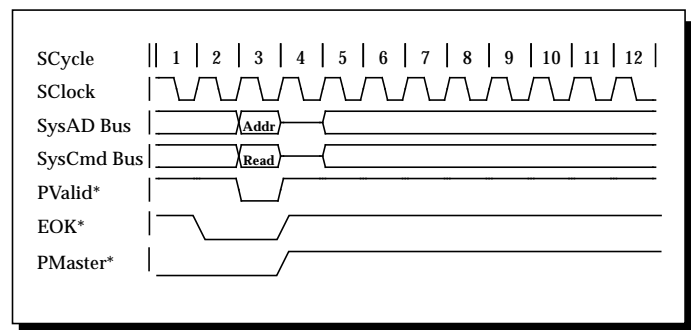 SCycle 1 2 3 4 5 6 7 8 9 10 11 12
SClock
SysAD Bus Addr
SysCmd Bus Read
PValid*
EOK*
PMaster*